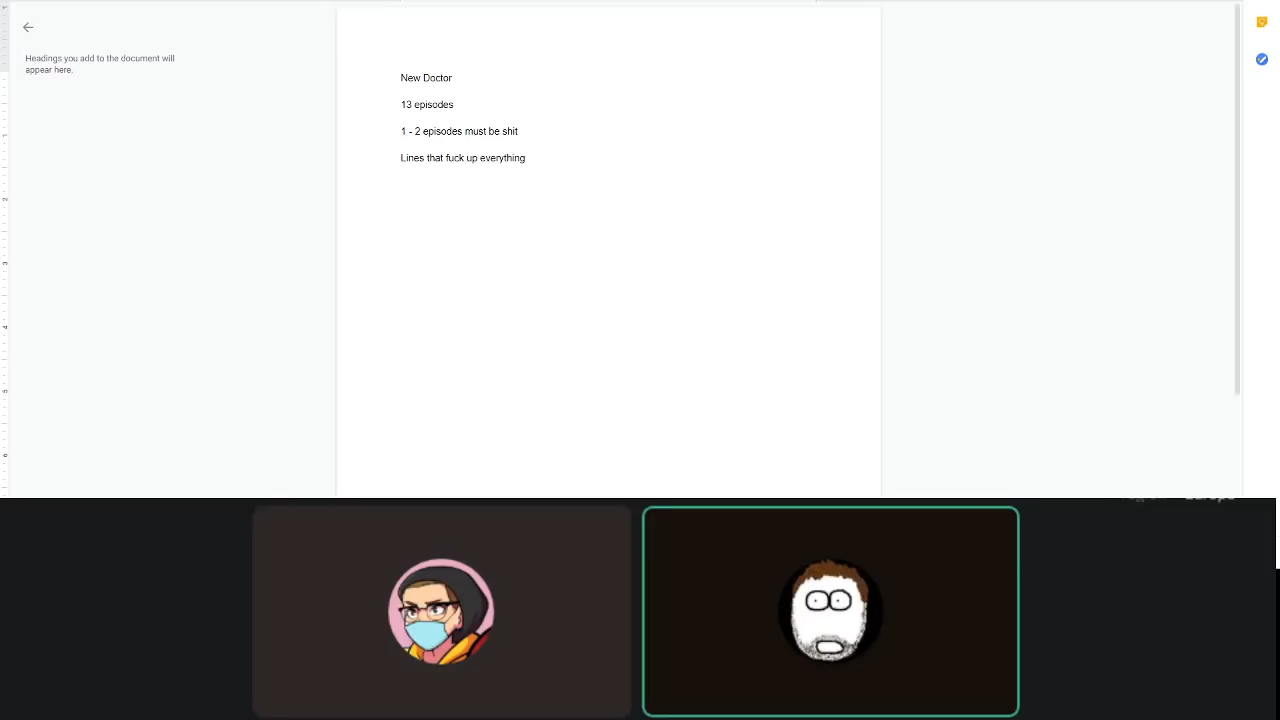 Headings you add to the document will
appear here.
New Doctor
13 episodes
1 - 2 episodes must be shit
Lines that fuck up everything